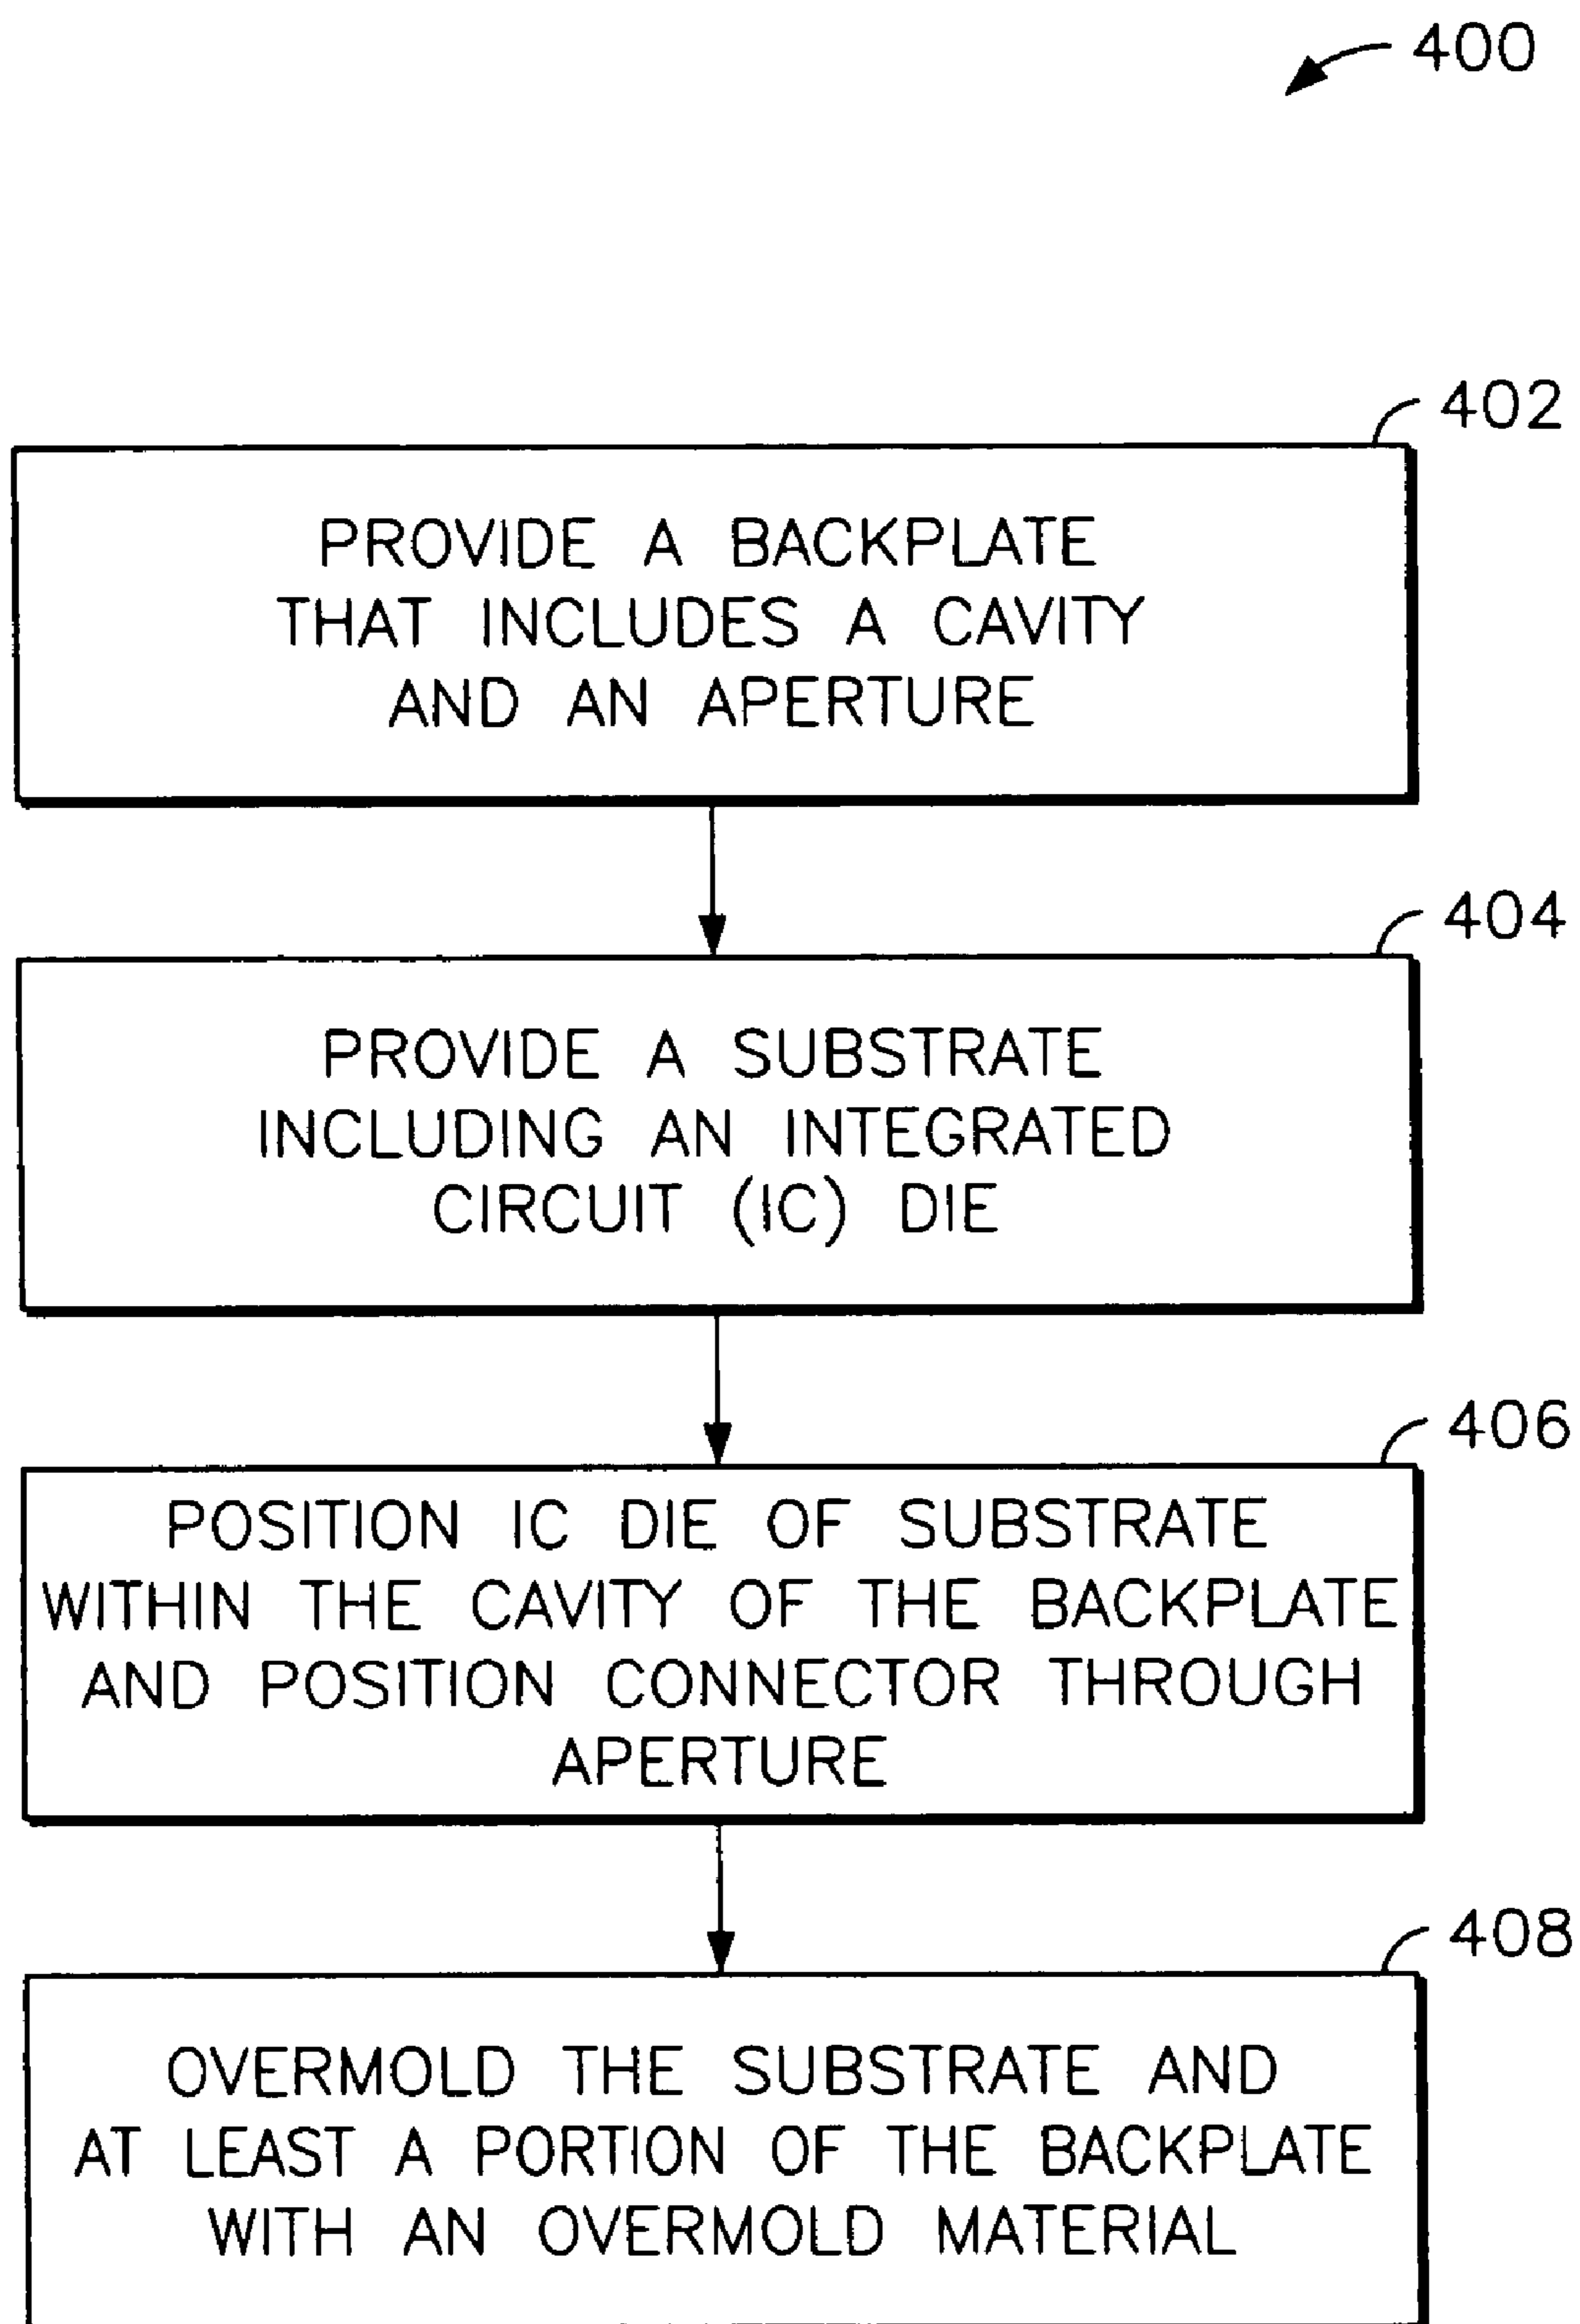 400
402
PROVIDE A BACKPLATE
THAT INCLUDES A CAVITY
AND AN APERTURE
404
PROVIDE A SUBSTRATE
INCLUDING AN INTEGRATED
CIRCUIT (IC) DIE
406
POSITION IC DIE OF SUBSTRATE
WITHIN THE CAVITY OF THE BACKPLATE
AND POSITION CONNECTOR THROUGH
APERTURE
408
OVERMOLD THE SUBSTRATE AND
AT LEAST A PORTION OF THE BACKPLATE
WITH AN OVERMOLD MATERIAL